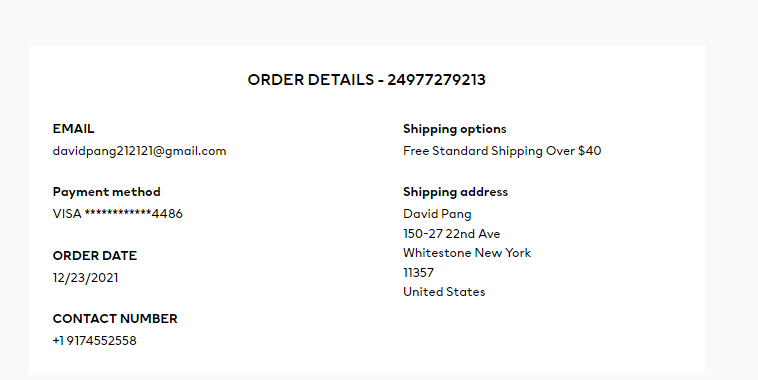 ORDER DETAILS - 24977279213
EMAIL
davidpang212121@gmail.com
Payment method
VISA ************4486
ORDER DATE
12/23/2021
CONTACT NUMBER
+1 9174552558
Shipping options
Free Standard Shipping Over $40
Shipping address
David Pang
150-27 22nd Ave
Whitestone New York
11357
United States